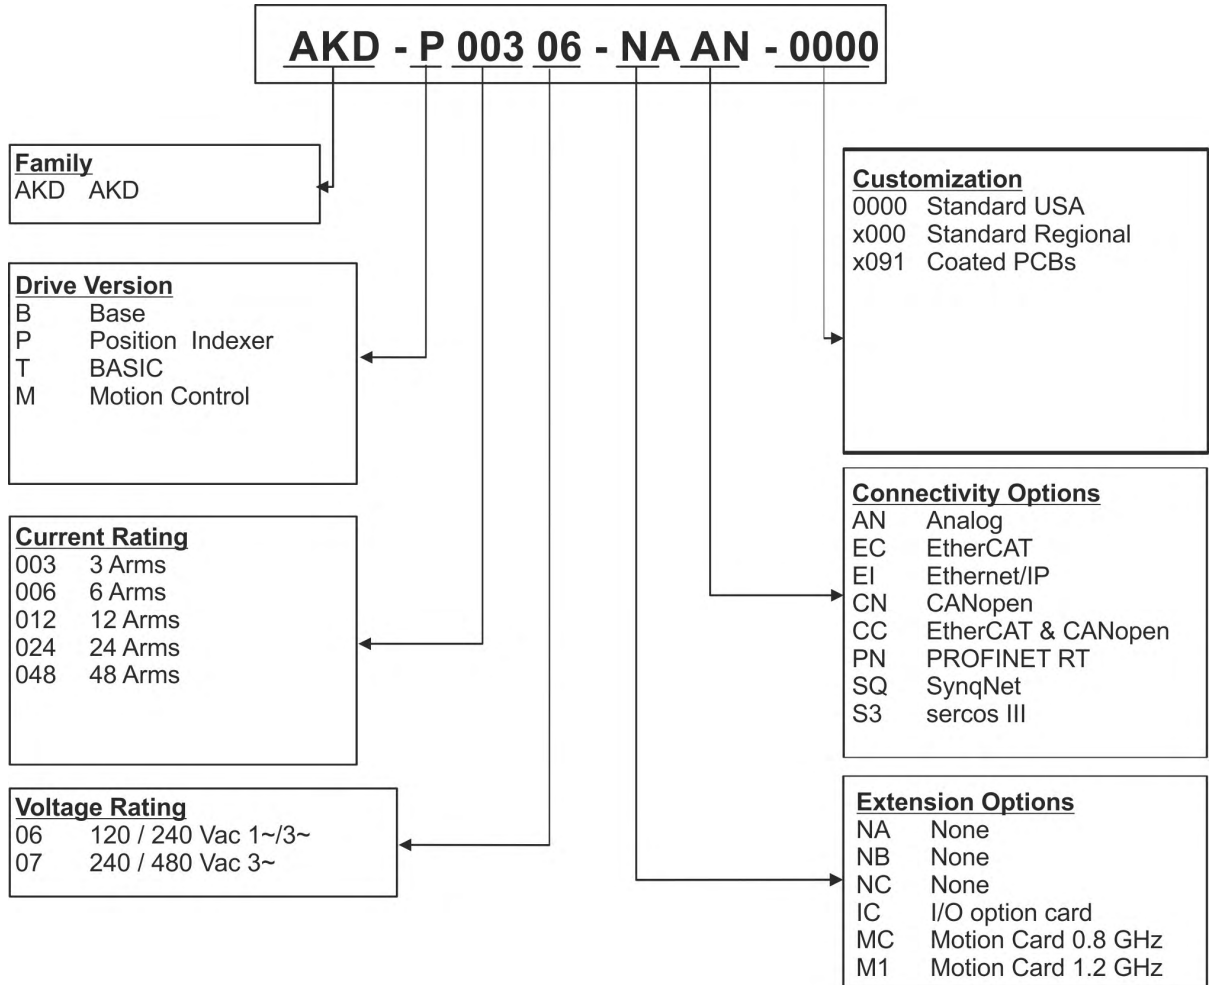 AKD - P 003 06 - NA AN - 0000
Family
AKD AKD
Drive Version
B Base
P Position Indexer
T BASIC
M Motion Control
Current Rating
003 3 Arms
006 6 Arms
012 12 Arms
024 24 Arms
048 48 Arms
Voltage Rating
06 120 / 240 Vac 1~/3~
07 240 / 480 Vac 3~
Customization
0000 Standard USA
x000 Standard Regional
x091 Coated PCBs
Connectivity Options
AN Analog
EC EtherCAT
EI Ethernet/IP
CN CANopen
CC EtherCAT & CANopen
PN PROFINET RT
SQ SynqNet
S3 sercos III
Extension Options
NA None
NB None
NC None
IC I/O option card
MC Motion Card 0.8 GHz
M1 Motion Card 1.2 GHz